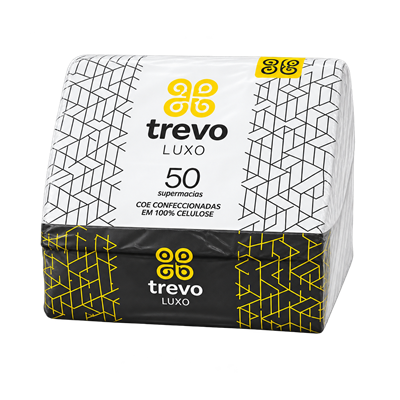 trevo
LUXO
50
supermacias
COE CONFECCIONADAS
EM 100% CELULOSE
trevo
LUXO